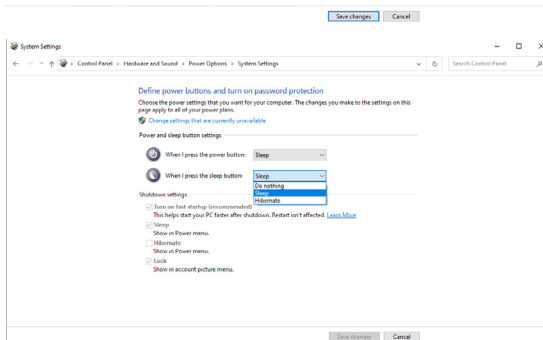 Save changes Cancel
System Settings
Control Panel > Hardware and Sound > Power Options > System Settings
Search Control Panel
Define power buttons and turn on password protection
Choose the power settings that you want for your computer. The changes you make to the settings on this
page apply to all of your power plans.
Change settings that are currently unavailable
Power and sleep button settings
When I press the power button: Sleep
When I press the sleep button: Sleep
Do nothing
Sleep
Hibernate
Shutdown settings
Turn on fast startup (recommended)
This helps start your PC faster after shutdown. Restart isn't affected. Learn More
Sleep
Show in Power menu.
Hibernate
Show in Power menu.
Lock
Show in account picture menu.
Save changes Cancel